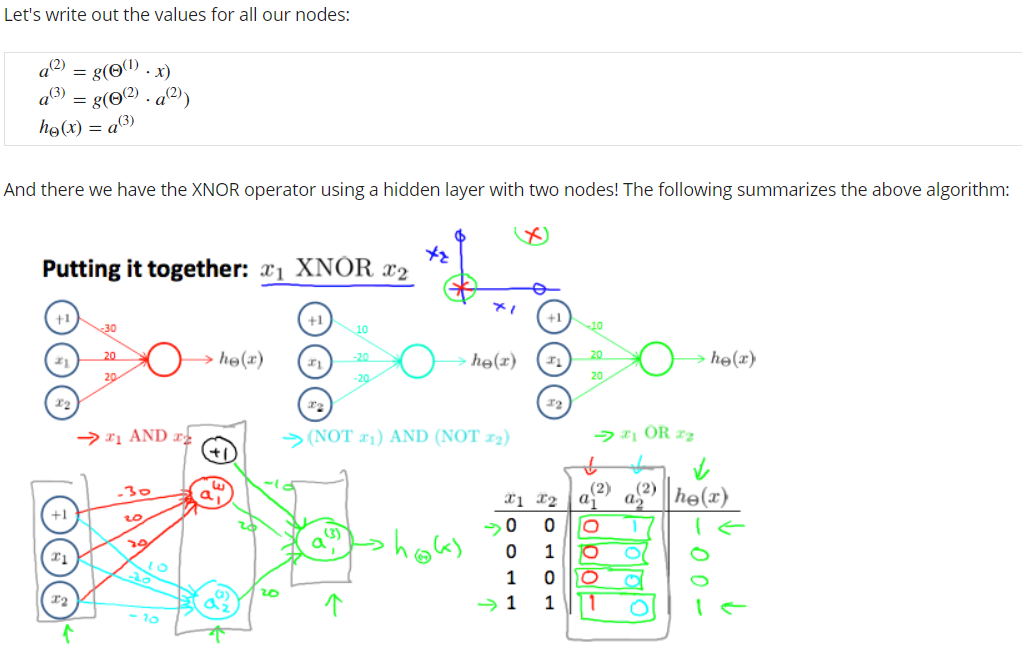 Let's write out the values for all our nodes:
a⁽²⁾ = g(Θ⁽¹⁾ · x)
a⁽³⁾ = g(Θ⁽²⁾ · a⁽²⁾)
h_Θ(x) = a⁽³⁾
And there we have the XNOR operator using a hidden layer with two nodes! The following summarizes the above algorithm:
Putting it together: x₁ XNOR x₂
x2
x1
+1
x₁
x₂
-30
20
20
h_Θ(x)
→ x₁ AND x₂
+1
x₁
x₂
10
-20
-20
h_Θ(x)
→ (NOT x₁) AND (NOT x₂)
+1
x₁
x₂
-10
20
20
h_Θ(x)
→ x₁ OR x₂
+1
x₁
x₂
-30
20
20
10
-20
+1
a₁
a₂
-10
20
20
a₁⁽³⁾
→ h_Θ(x)
x₁ x₂ a₁⁽²⁾ a₂⁽²⁾ h_Θ(x)
→ 0 0 0 1 1 ←
0 1 0 0 0
1 0 0 0 0
→ 1 1 1 0 1 ←